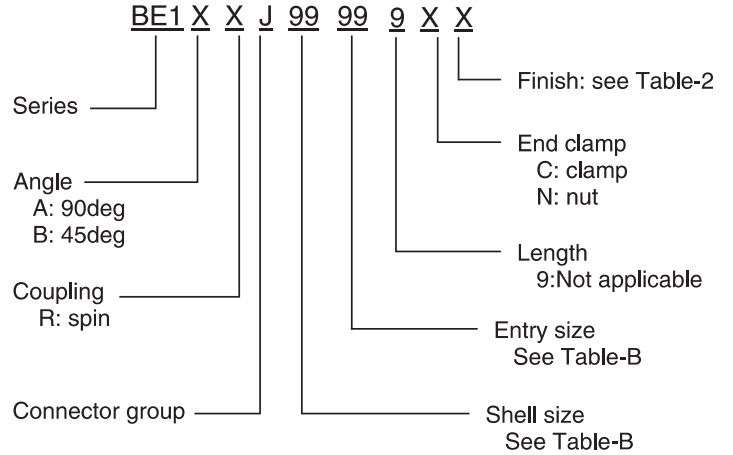 BE1 X X J 99 99 9 X X
Series
Angle
A: 90deg
B: 45deg
Coupling
R: spin
Connector group
Finish: see Table-2
End clamp
C: clamp
N: nut
Length
9:Not applicable
Entry size
See Table-B
Shell size
See Table-B